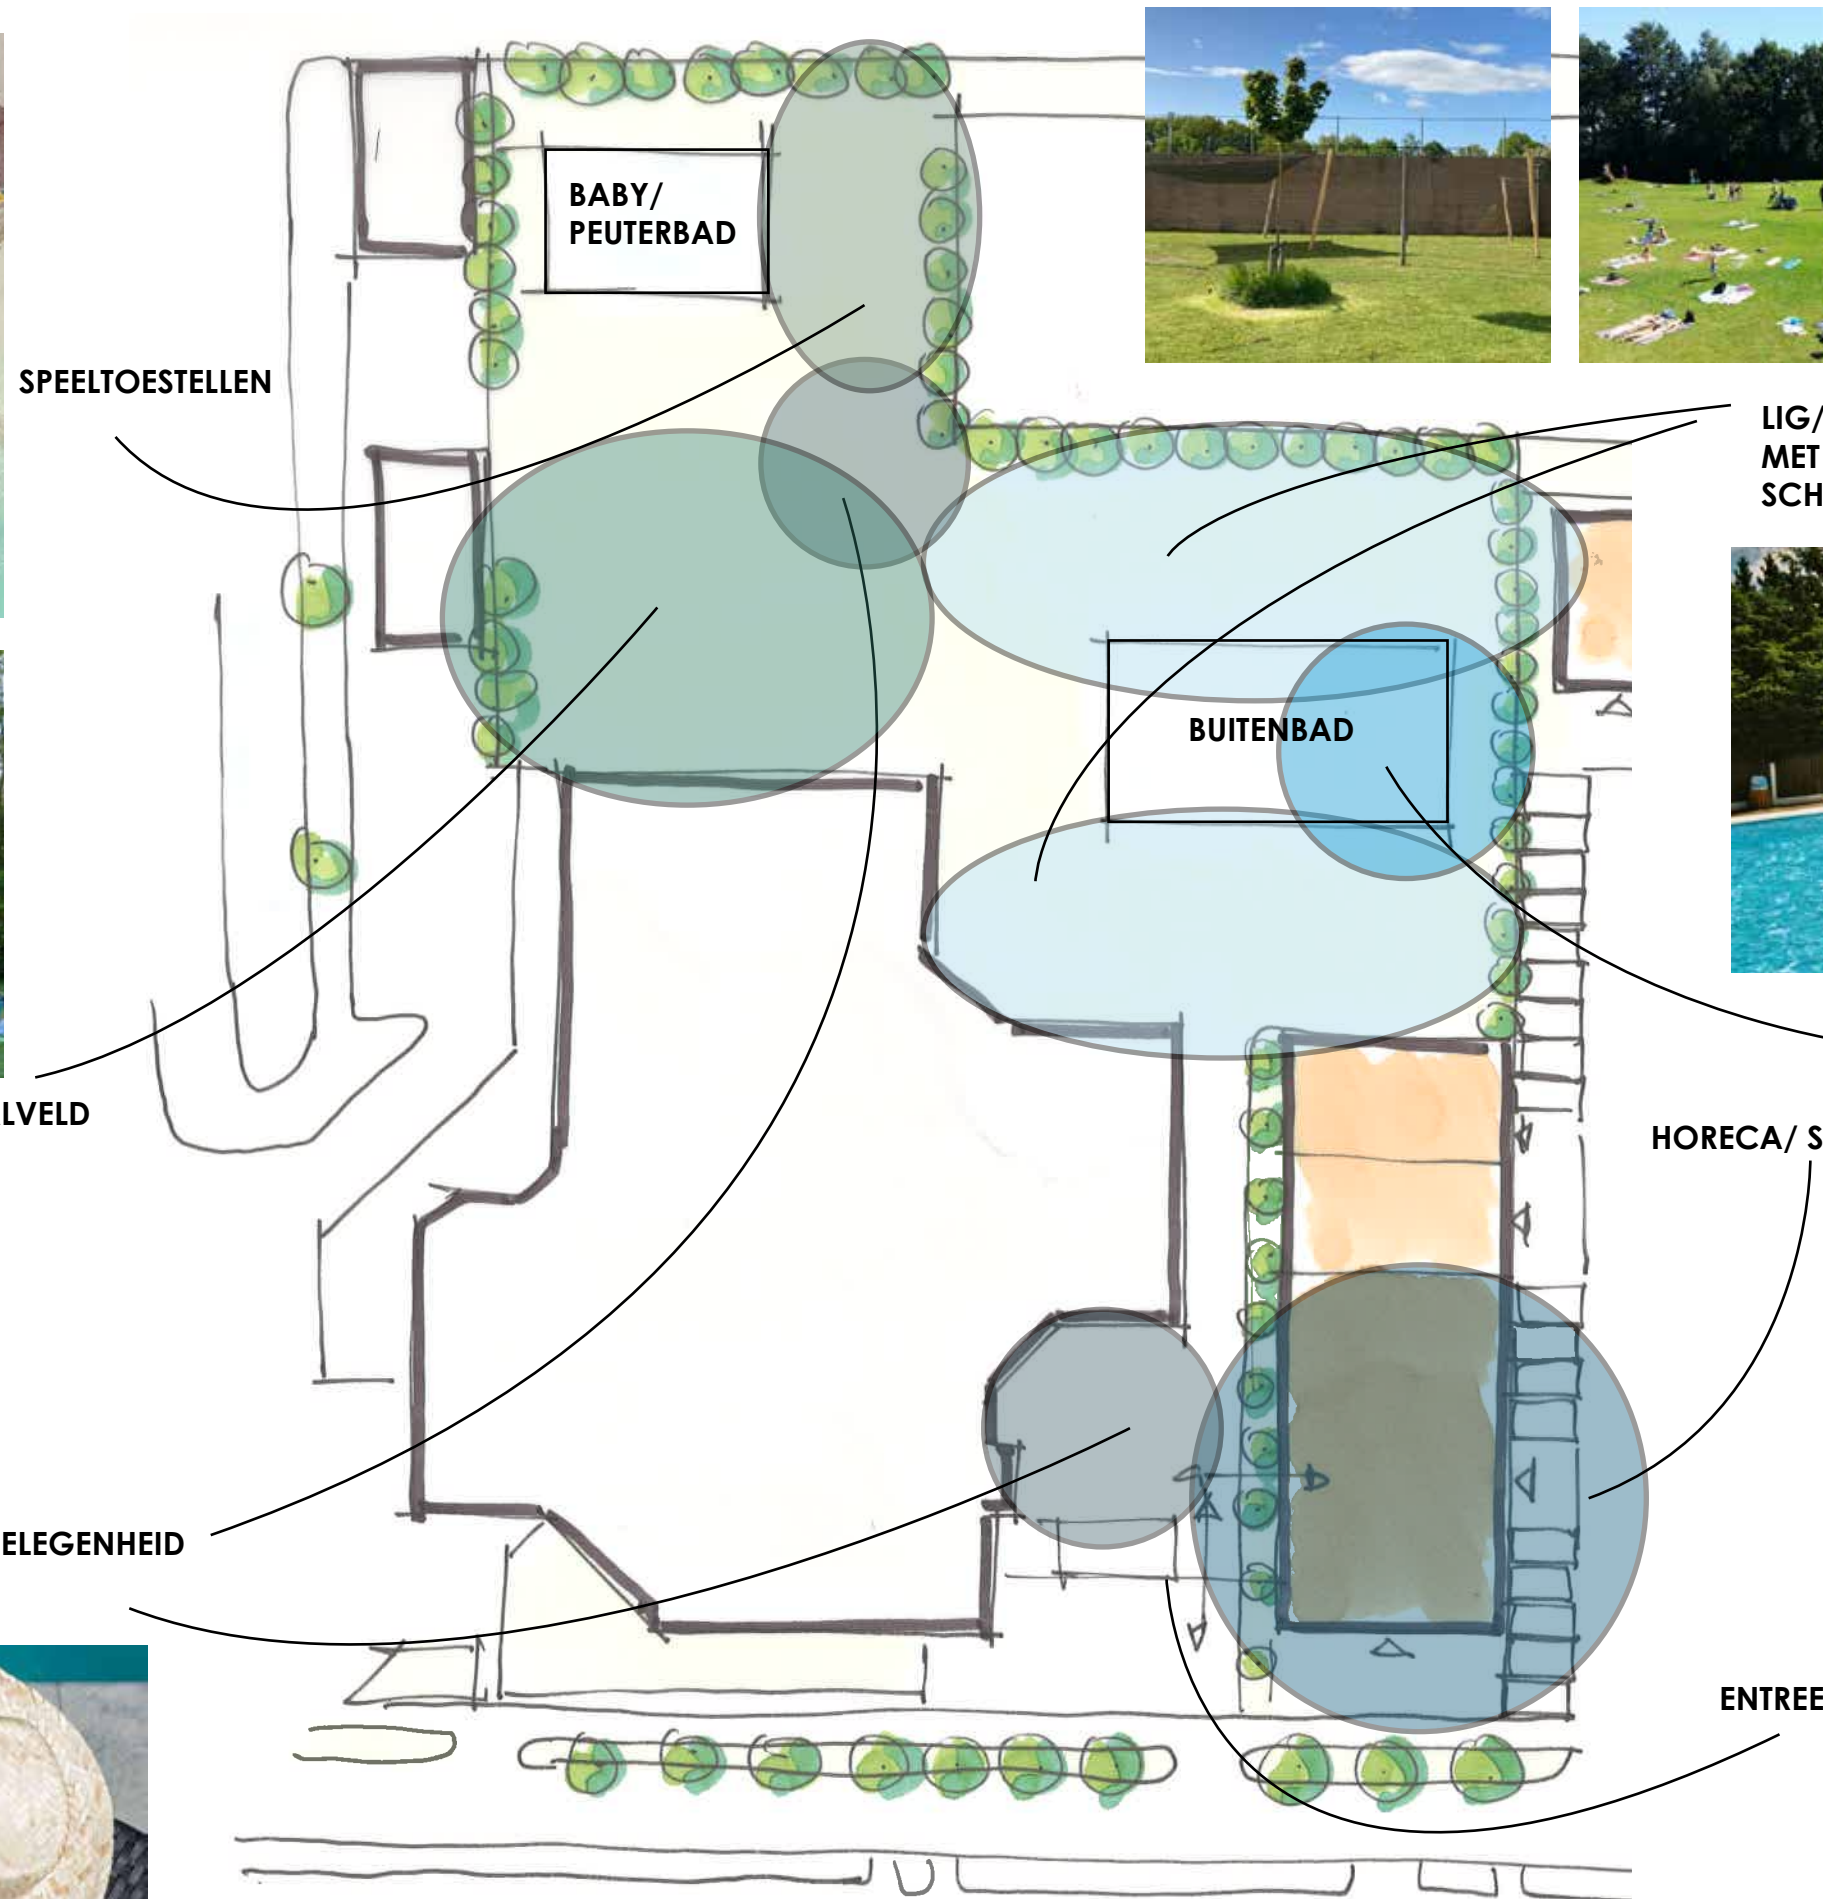 BABY/
PEUTERBAD
SPEELTOESTELLEN
LIG/
MET
SCH
BUITENBAD
LVELD
HORECA/ S
ELEGENHEID
ENTREE